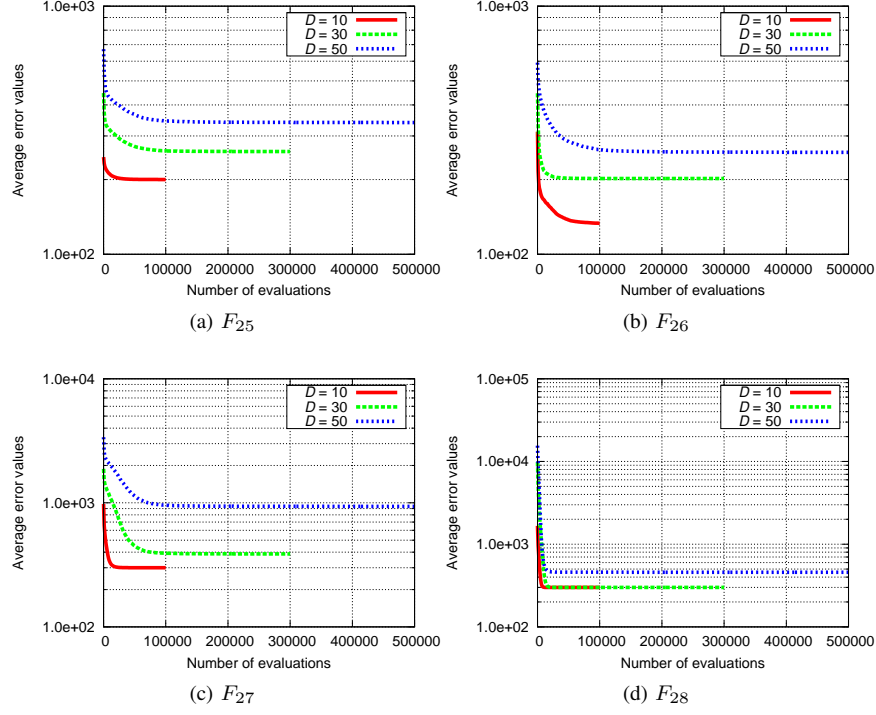 1.0e+03
D = 10
D = 30
D = 50
Average error values
1.0e+02
0 100000 200000 300000 400000 500000
Number of evaluations
(a) F25
1.0e+03
D = 10
D = 30
D = 50
Average error values
1.0e+02
0 100000 200000 300000 400000 500000
Number of evaluations
(b) F26
1.0e+04
D = 10
D = 30
D = 50
Average error values
1.0e+03
1.0e+02
0 100000 200000 300000 400000 500000
Number of evaluations
(c) F27
1.0e+05
D = 10
D = 30
D = 50
1.0e+04
Average error values
1.0e+03
1.0e+02
0 100000 200000 300000 400000 500000
Number of evaluations
(d) F28